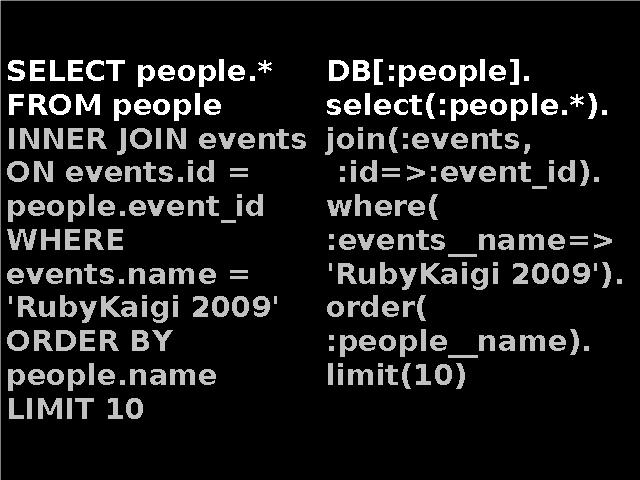 SELECT people.*
FROM people
INNER JOIN events
ON events.id =
people.event_id
WHERE
events.name =
'RubyKaigi 2009'
ORDER BY
people.name
LIMIT 10
DB[:people].
select(:people.*).
join(:events,
:id=>:event_id).
where(
:events__name=>
'RubyKaigi 2009').
order(
:people__name).
limit(10)